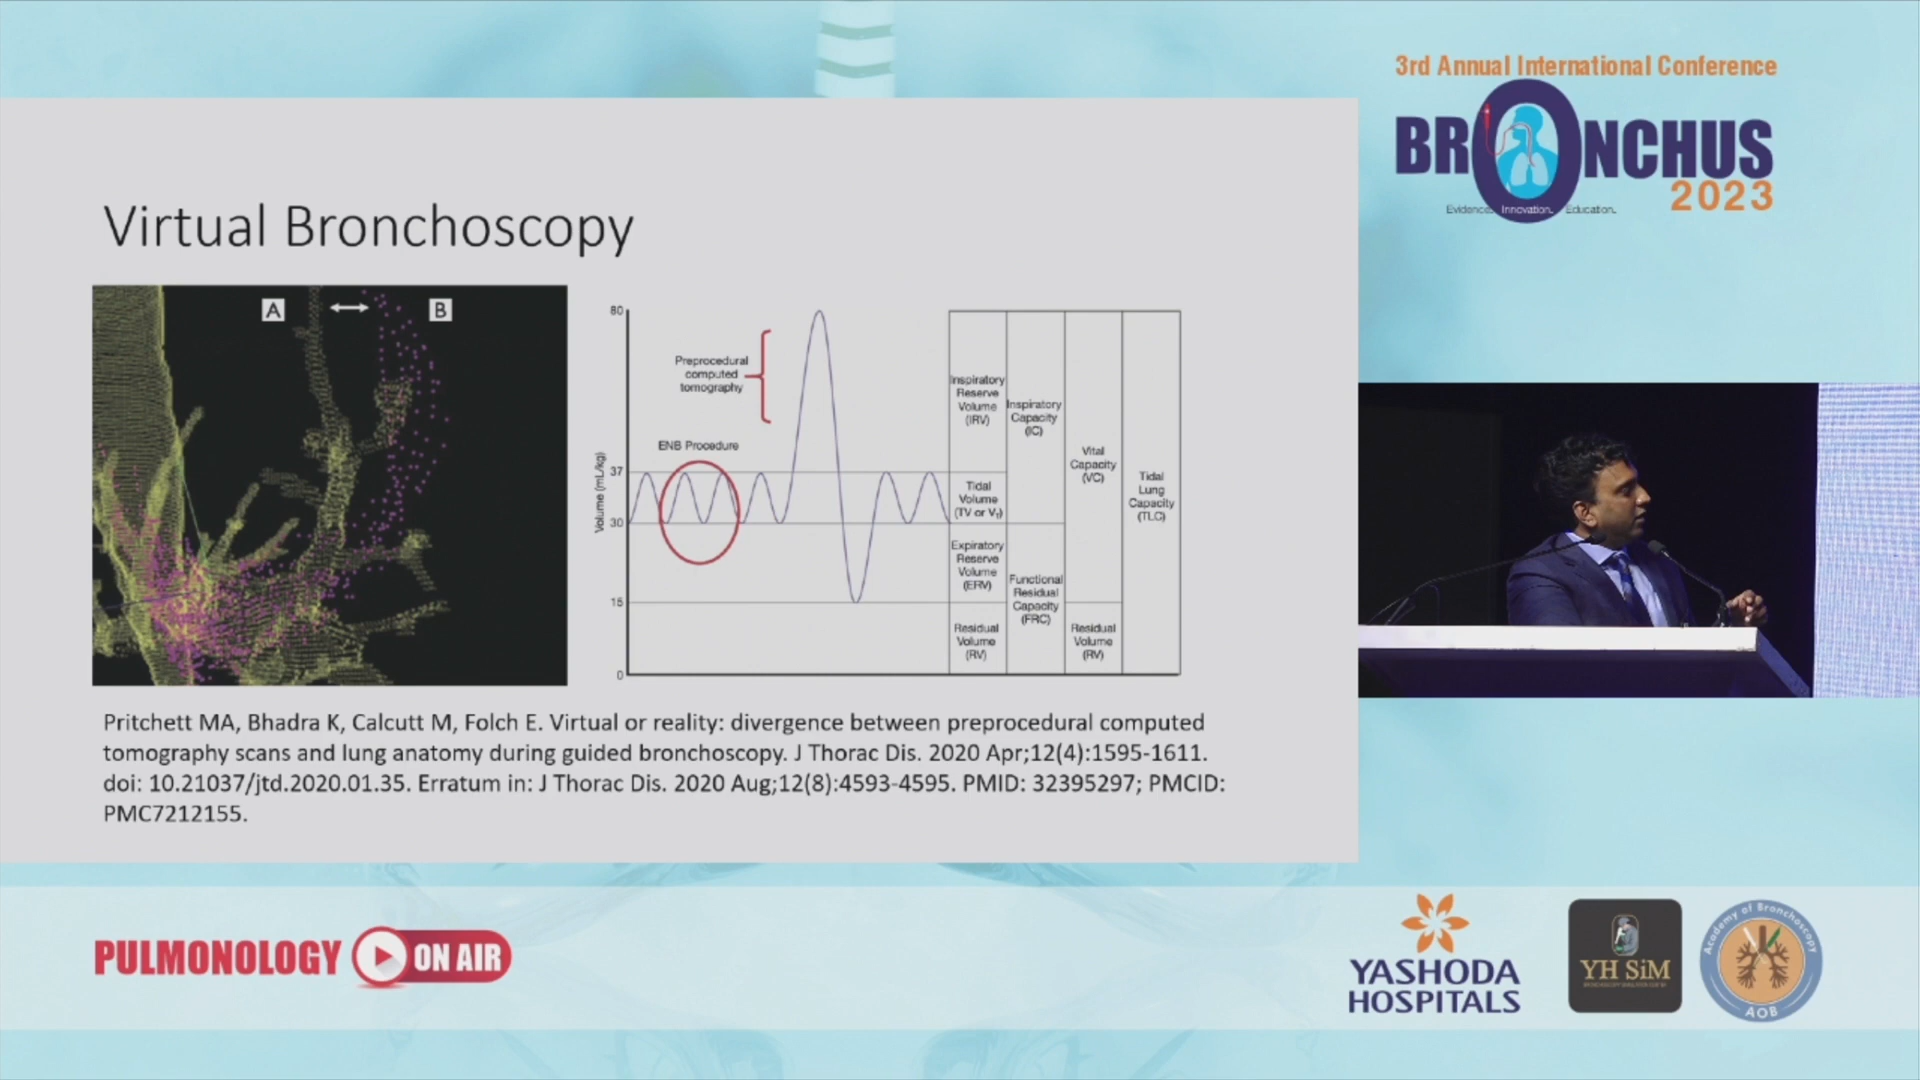 3rd Annual International Conference
BRONCHUS
2023
Evidence. Innovation. Education.
Virtual Bronchoscopy
A
B
80
37
30
15
0
Volume (mL/kg)
Preprocedural
computed
tomography
ENB Procedure
Inspiratory
Reserve
Volume
(IRV)
Inspiratory
Capacity
(IC)
Vital
Capacity
(VC)
Tidal
Lung
Capacity
(TLC)
Tidal
Volume
(TV or VT)
Expiratory
Reserve
Volume
(ERV)
Functional
Residual
Capacity
(FRC)
Residual
Volume
(RV)
Residual
Volume
(RV)
Pritchett MA, Bhadra K, Calcutt M, Folch E. Virtual or reality: divergence between preprocedural computed
tomography scans and lung anatomy during guided bronchoscopy. J Thorac Dis. 2020 Apr;12(4):1595-1611.
doi: 10.21037/jtd.2020.01.35. Erratum in: J Thorac Dis. 2020 Aug;12(8):4593-4595. PMID: 32395297; PMCID:
PMC7212155.
PULMONOLOGY ON AIR
YASHODA
HOSPITALS
YH SiM
Academy of Bronchoscopy
AOB